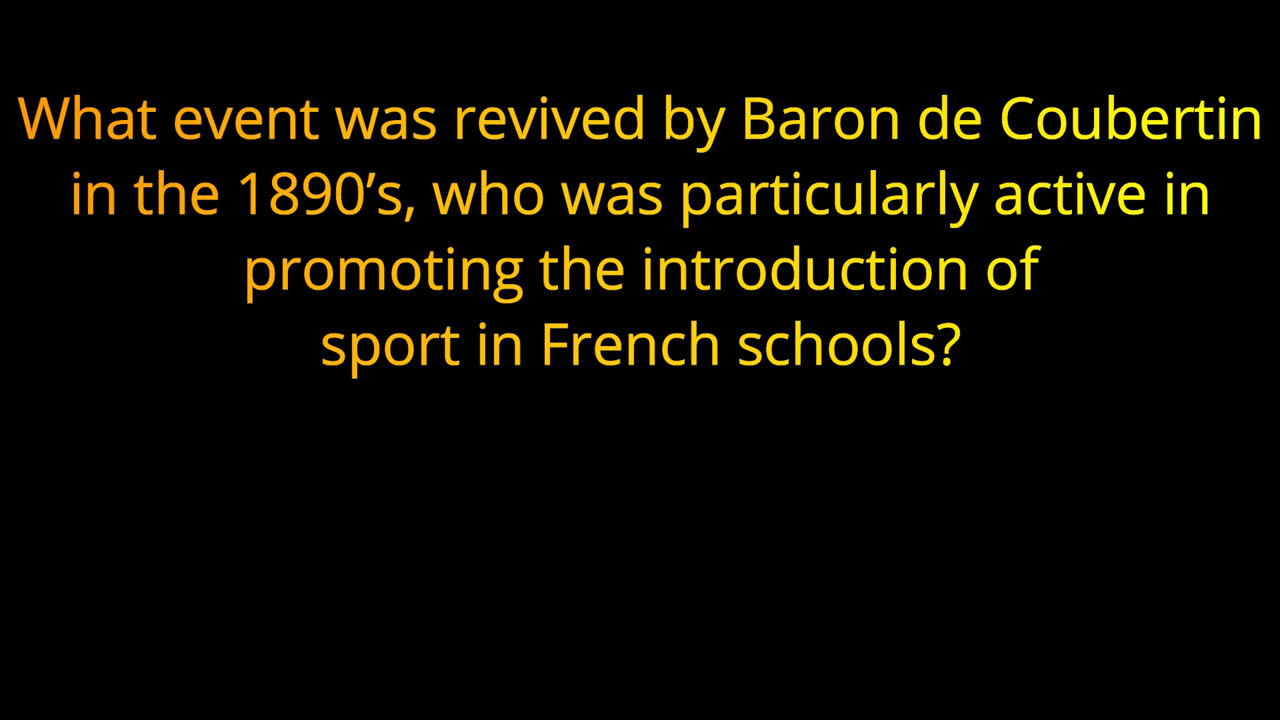 What event was revived by Baron de Coubertin
in the 1890’s, who was particularly active in
promoting the introduction of
sport in French schools?